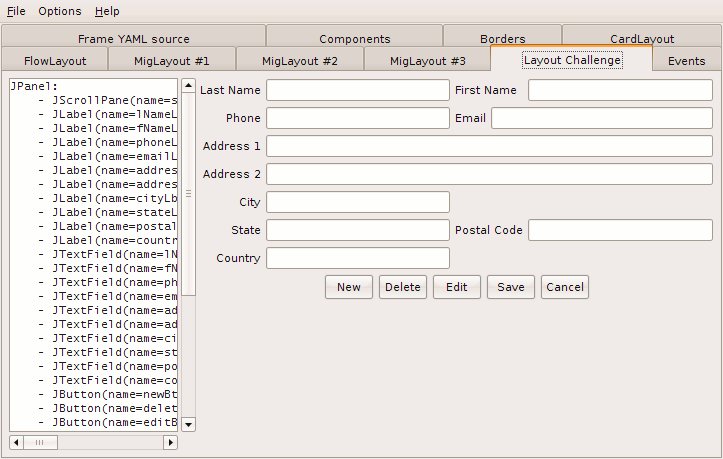 File Options Help
Frame YAML source Components Borders CardLayout
FlowLayout MigLayout #1 MigLayout #2 MigLayout #3 Layout Challenge Events
JPanel:
- JScrollPane(name=s
- JLabel(name=lNameL
- JLabel(name=fNameL
- JLabel(name=phoneL
- JLabel(name=emailL
- JLabel(name=addres
- JLabel(name=addres
- JLabel(name=cityLb
- JLabel(name=stateL
- JLabel(name=postal
- JLabel(name=countr
- JTextField(name=lN
- JTextField(name=fN
- JTextField(name=ph
- JTextField(name=em
- JTextField(name=ad
- JTextField(name=ad
- JTextField(name=ci
- JTextField(name=st
- JTextField(name=po
- JTextField(name=co
- JButton(name=newBt
- JButton(name=delet
- JButton(name=editB
Last Name First Name
Phone Email
Address 1
Address 2
City
State Postal Code
Country
New Delete Edit Save Cancel